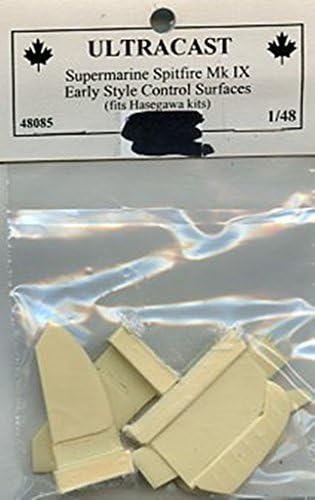 ULTRACAST
Supermarine Spitfire Mk IX
Early Style Control Surfaces
(fits Hasegawa kits)
48085
1/48